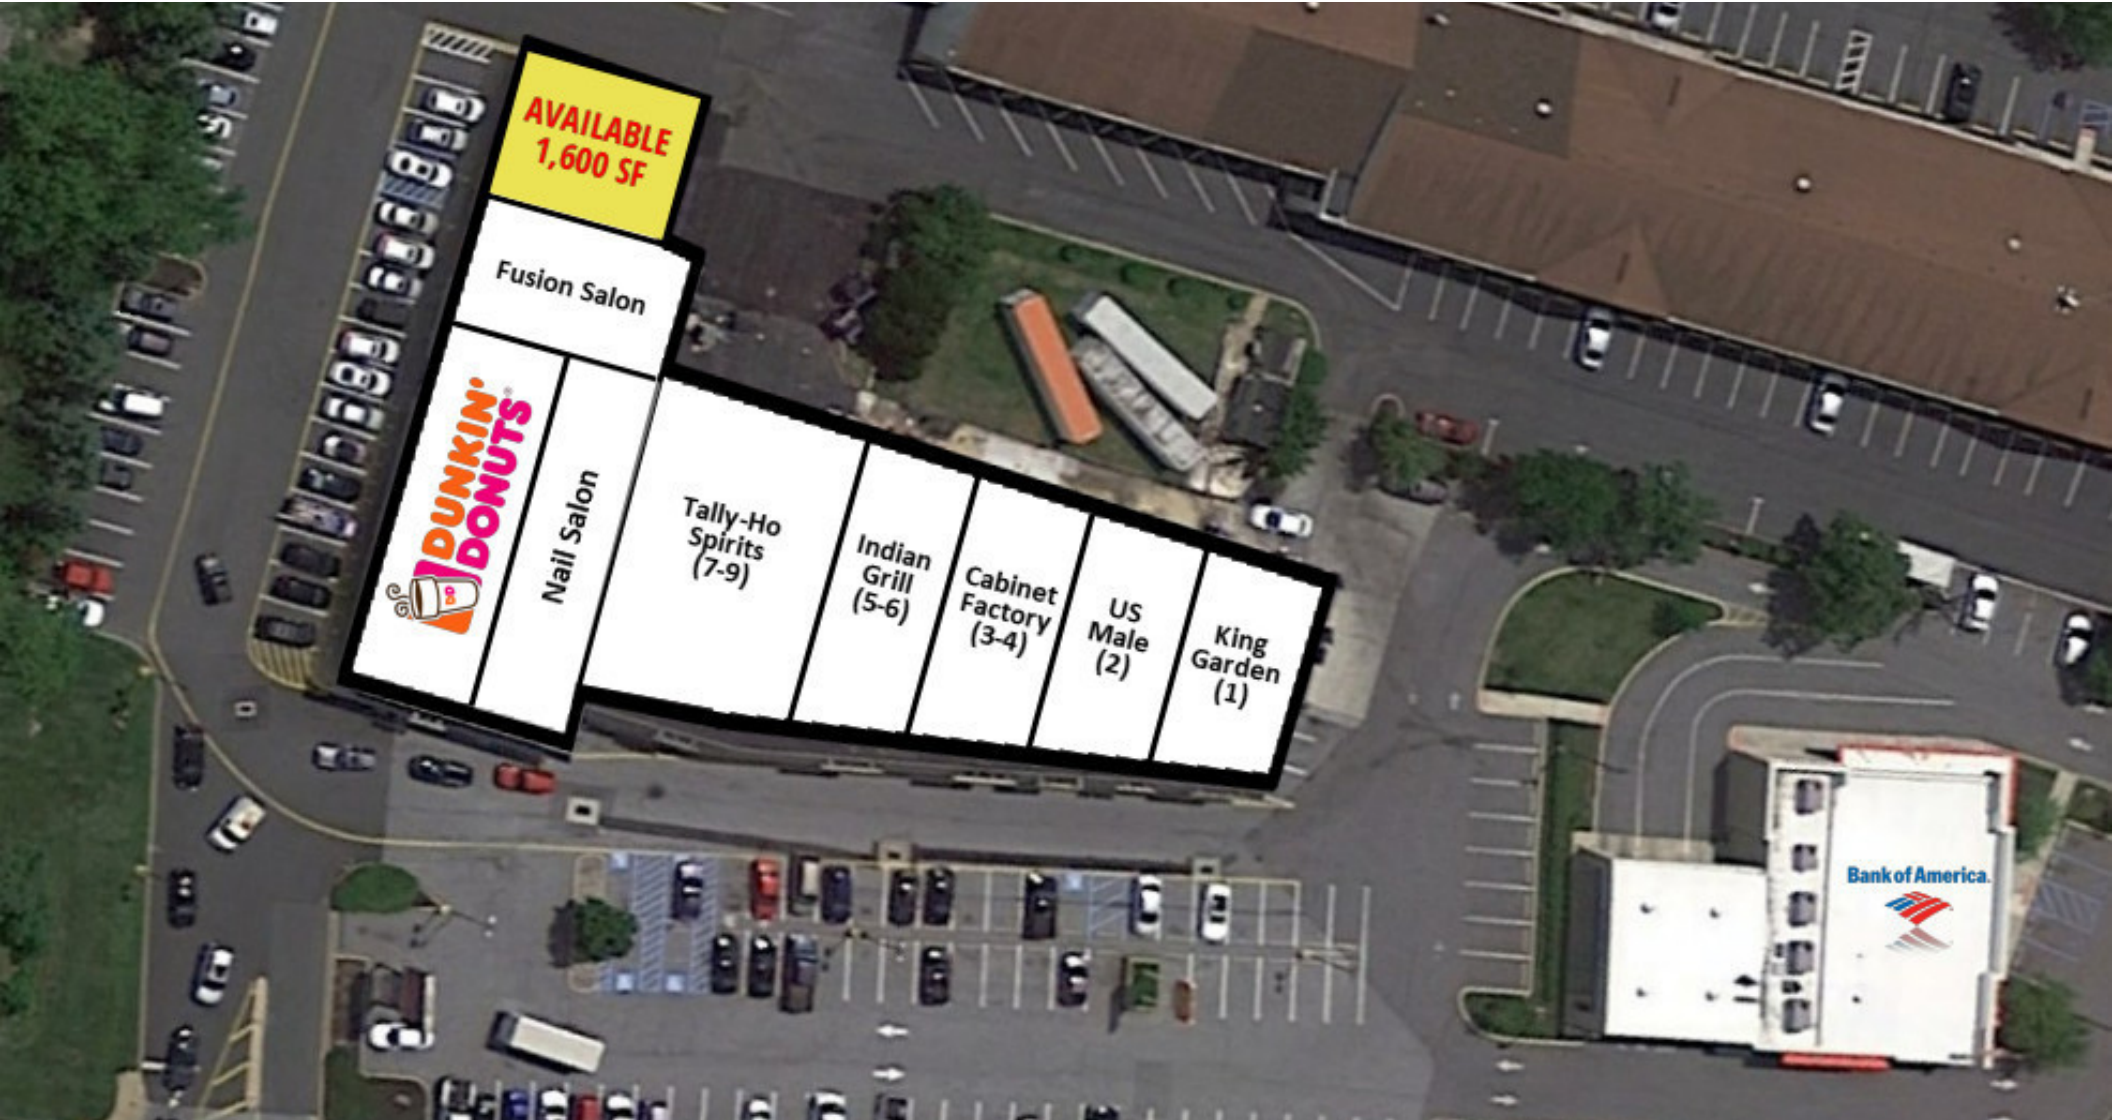 AVAILABLE
1,600 SF
Fusion Salon
DUNKIN'
DONUTS
DD
Nail Salon
Tally-Ho
Spirits
(7-9)
Indian
Grill
(5-6)
Cabinet
Factory
(3-4)
US
Male
(2)
King
Garden
(1)
Bank of America